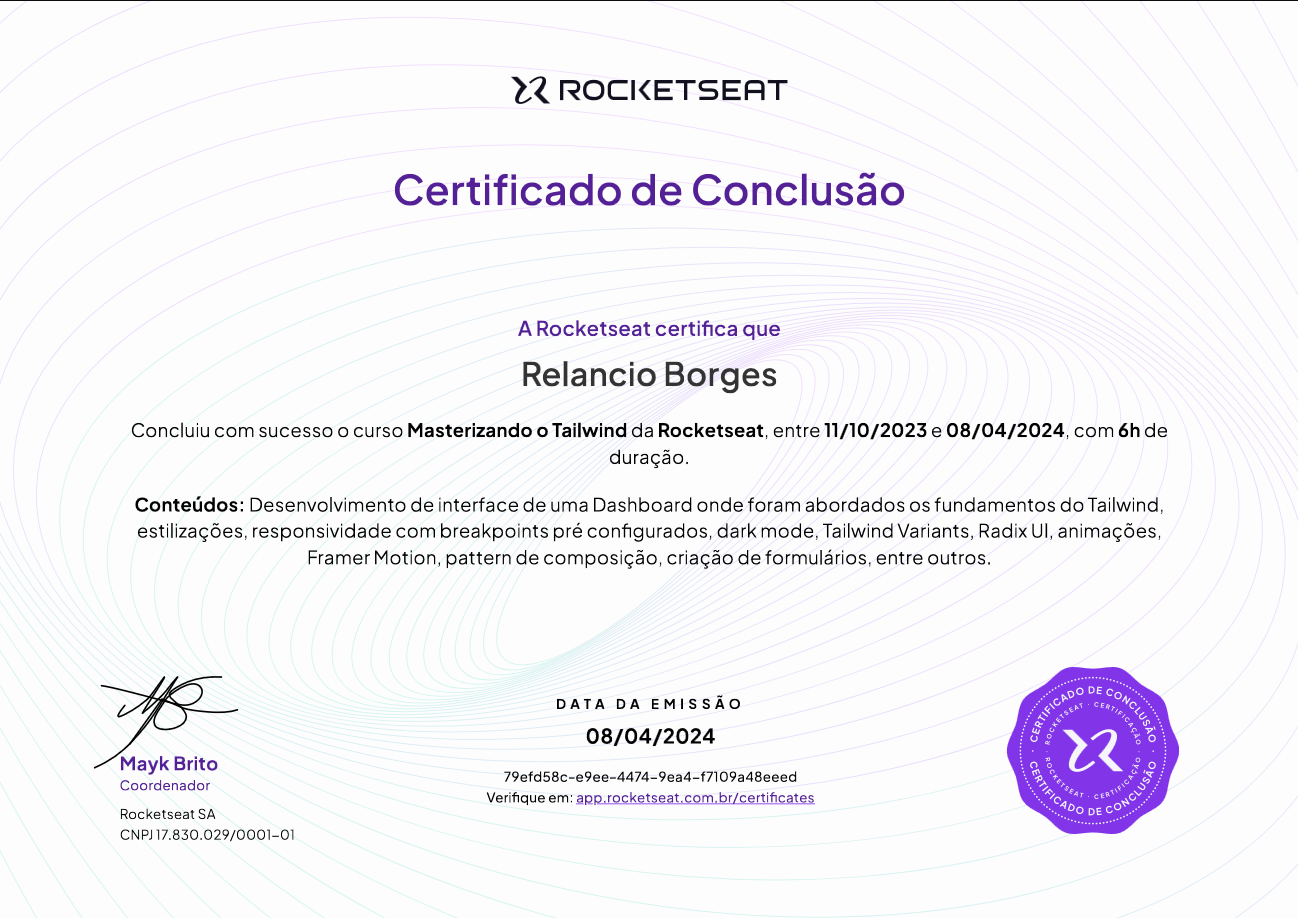 ROCKETSEAT
Certificado de Conclusão
A Rocketseat certifica que
Relancio Borges
Concluiu com sucesso o curso Masterizando o Tailwind da Rocketseat, entre 11/10/2023 e 08/04/2024, com 6h de
duração.
Conteúdos: Desenvolvimento de interface de uma Dashboard onde foram abordados os fundamentos do Tailwind,
estilizações, responsividade com breakpoints pré configurados, dark mode, Tailwind Variants, Radix UI, animações,
Framer Motion, pattern de composição, criação de formulários, entre outros.
Mayk Brito
Coordenador
Rocketseat SA
CNPJ 17.830.029/0001-01
DATA DA EMISSÃO
08/04/2024
79efd58c-e9ee-4474-9ea4-f7109a48eeed
Verifique em: app.rocketseat.com.br/certificates
CERTIFICADO DE CONCLUSÃO
ROCKETSEAT · CERTIFICAÇÃO
ROCKETSEAT · CERTIFICAÇÃO
CERTIFICADO DE CONCLUSÃO